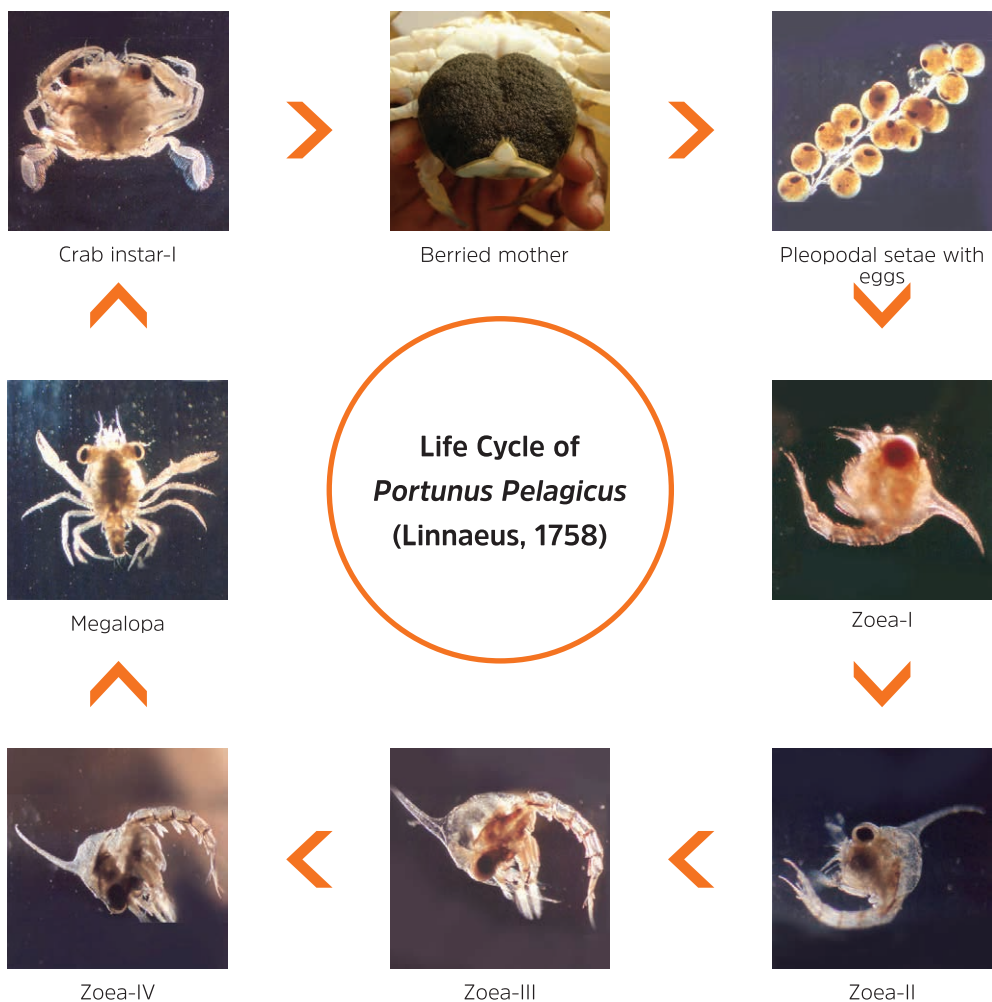 Crab instar-I
Berried mother
Pleopodal setae with
eggs
Life Cycle of
Portunus Pelagicus
(Linnaeus, 1758)
Megalopa
Zoea-I
Zoea-IV
Zoea-III
Zoea-II